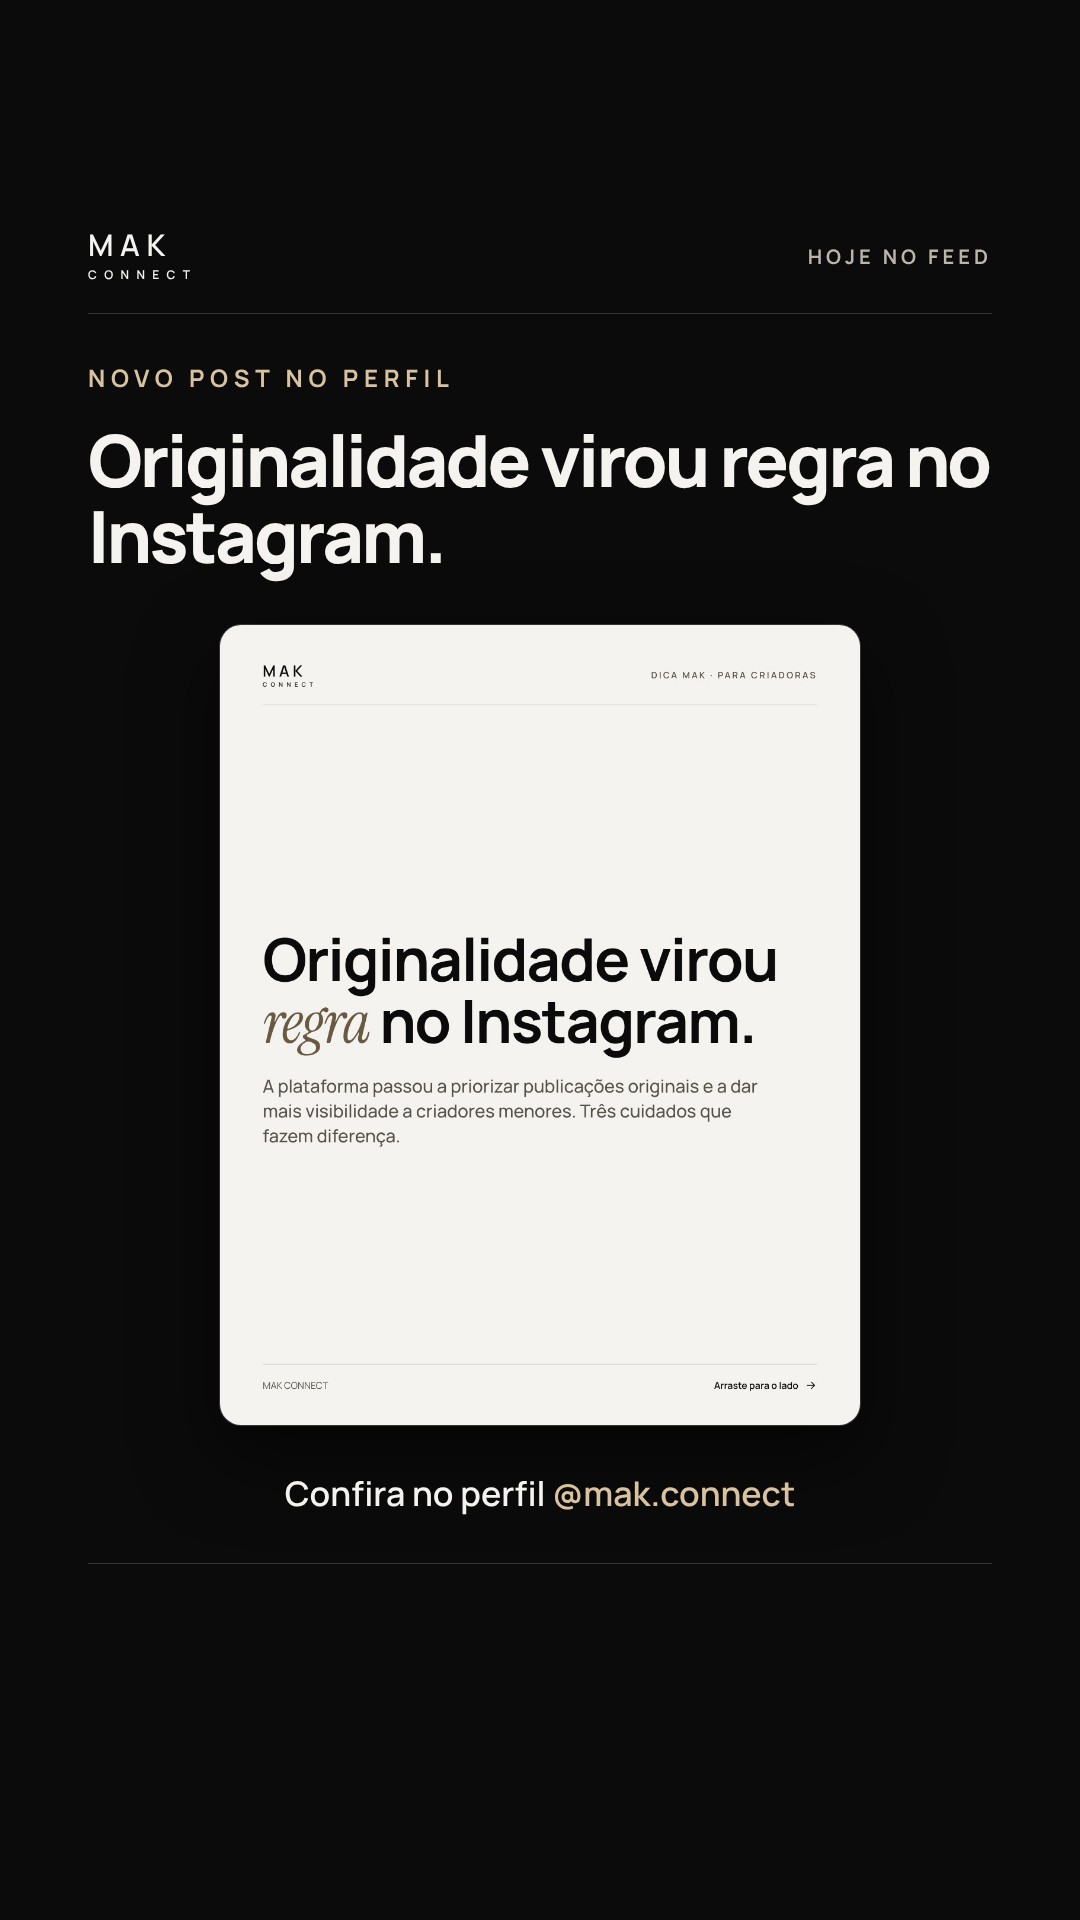 MAK
CONNECT
HOJE NO FEED
NOVO POST NO PERFIL
Originalidade virou regra no
Instagram.
MAK
CONNECT
DICA MAK · PARA CRIADORAS
Originalidade virou
regra no Instagram.
A plataforma passou a priorizar publicações originais e a dar
mais visibilidade a criadores menores. Três cuidados que
fazem diferença.
MAK CONNECT
Arraste para o lado →
Confira no perfil @mak.connect